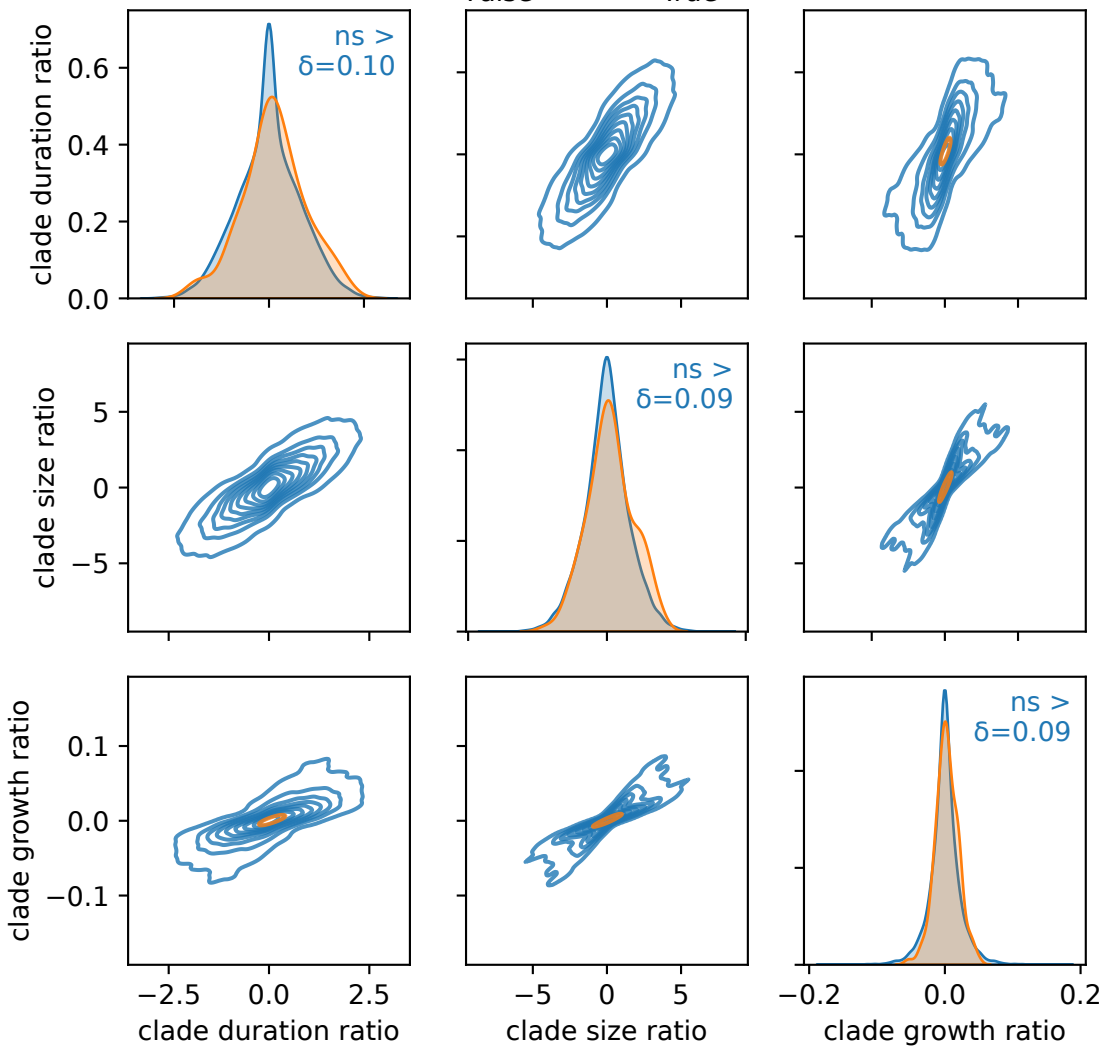 True
clade duration ratio
0.6
0.4
0.2
0.0
ns >
δ=0.10
clade size ratio
5
0
−5
ns >
δ=0.09
clade growth ratio
0.1
0.0
−0.1
ns >
δ=0.09
−2.5 0.0 2.5
−5 0 5
−0.2 0.0 0.2
clade duration ratio
clade size ratio
clade growth ratio